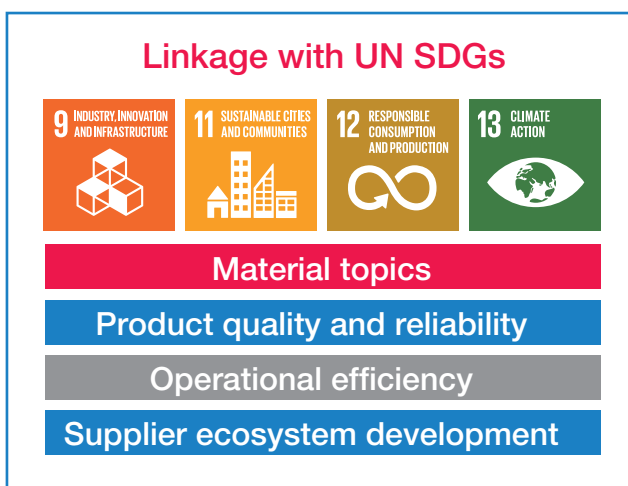 Linkage with UN SDGs
9 INDUSTRY, INNOVATION
AND INFRASTRUCTURE
11 SUSTAINABLE CITIES
AND COMMUNITIES
12 RESPONSIBLE
CONSUMPTION
AND PRODUCTION
13 CLIMATE
ACTION
Material topics
Product quality and reliability
Operational efficiency
Supplier ecosystem development